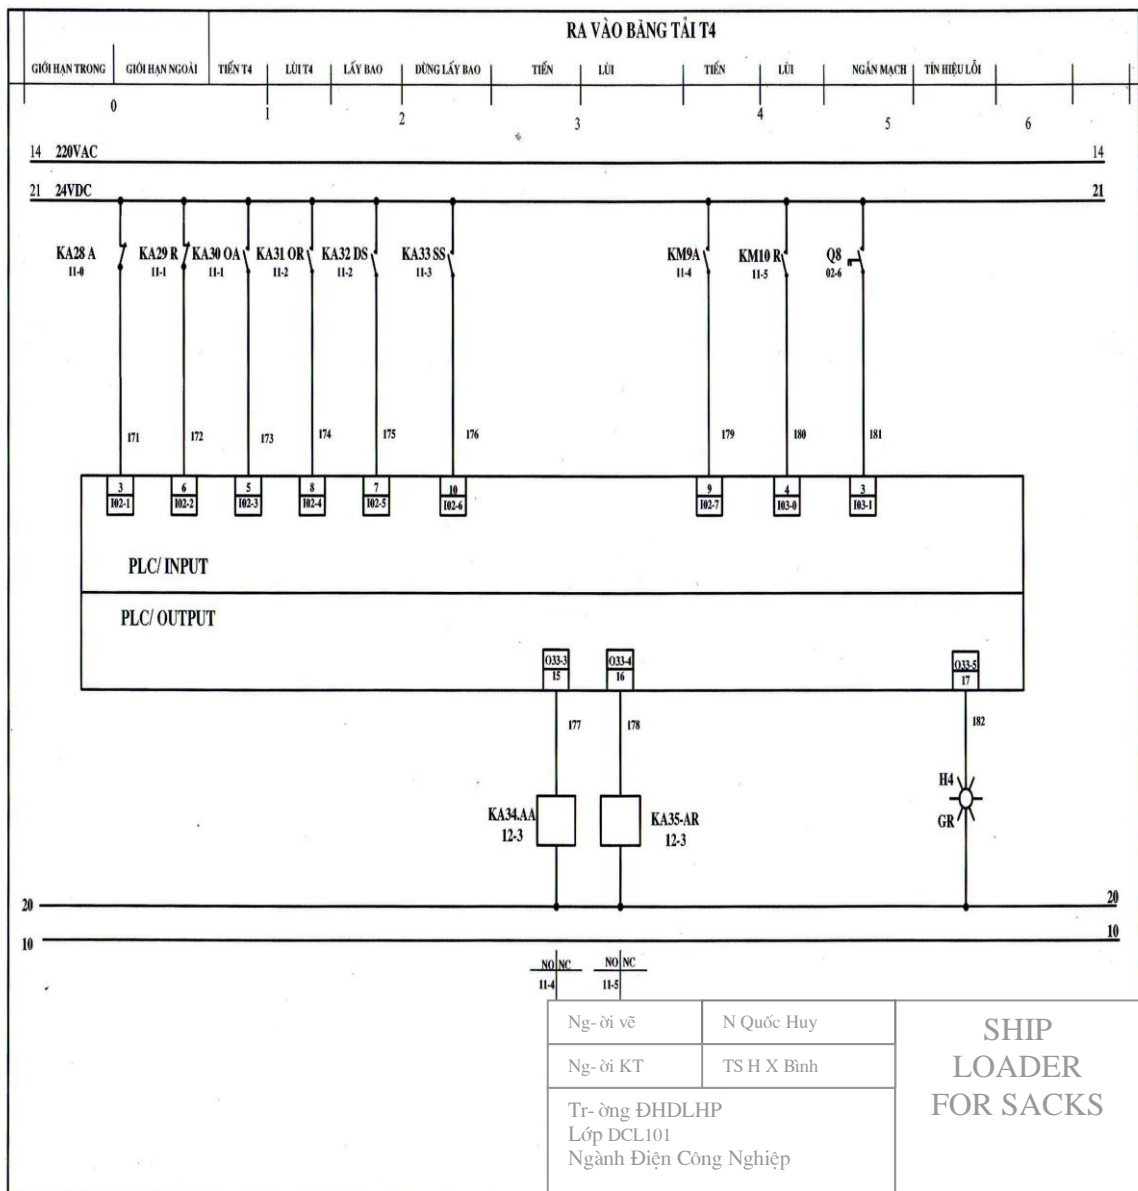 RA VÀO BĂNG TẢI T4
GIỚI HẠN TRONG GIỚI HẠN NGOÀI TIẾN T4 LÙI T4 LẤY BAO DỪNG LẤY BAO TIẾN LÙI TIẾN LÙI NGẮN MẠCH TÍN HIỆU LỖI
0 1 2 3 4 5 6
14 220VAC 14
21 24VDC 21
KA28 A KA29 R KA30 OA KA31 OR KA32 DS KA33 SS KM9A KM10 R Q8
11-0 11-1 11-1 11-2 11-2 11-3 11-4 11-5 02-6
171 172 173 174 175 176 179 180 181
3 6 5 8 7 10 9 4 3
I02-1 I02-2 I02-3 I02-4 I02-5 I02-6 I02-7 I03-0 I03-1
PLC/ INPUT
PLC/ OUTPUT
O33-3 O33-4 O33-5
15 16 17
177 178 182
H4
KA34.AA KA35-AR GR
12-3 12-3
20 20
10 10
NO NC NO NC
11-4 11-5
Ng- ời vẽ N Quốc Huy
Ng- ời KT TS H X Bình
Tr- ờng ĐHDLHP
Lớp DCL101
Ngành Điện Công Nghiệp
SHIP
LOADER
FOR SACKS